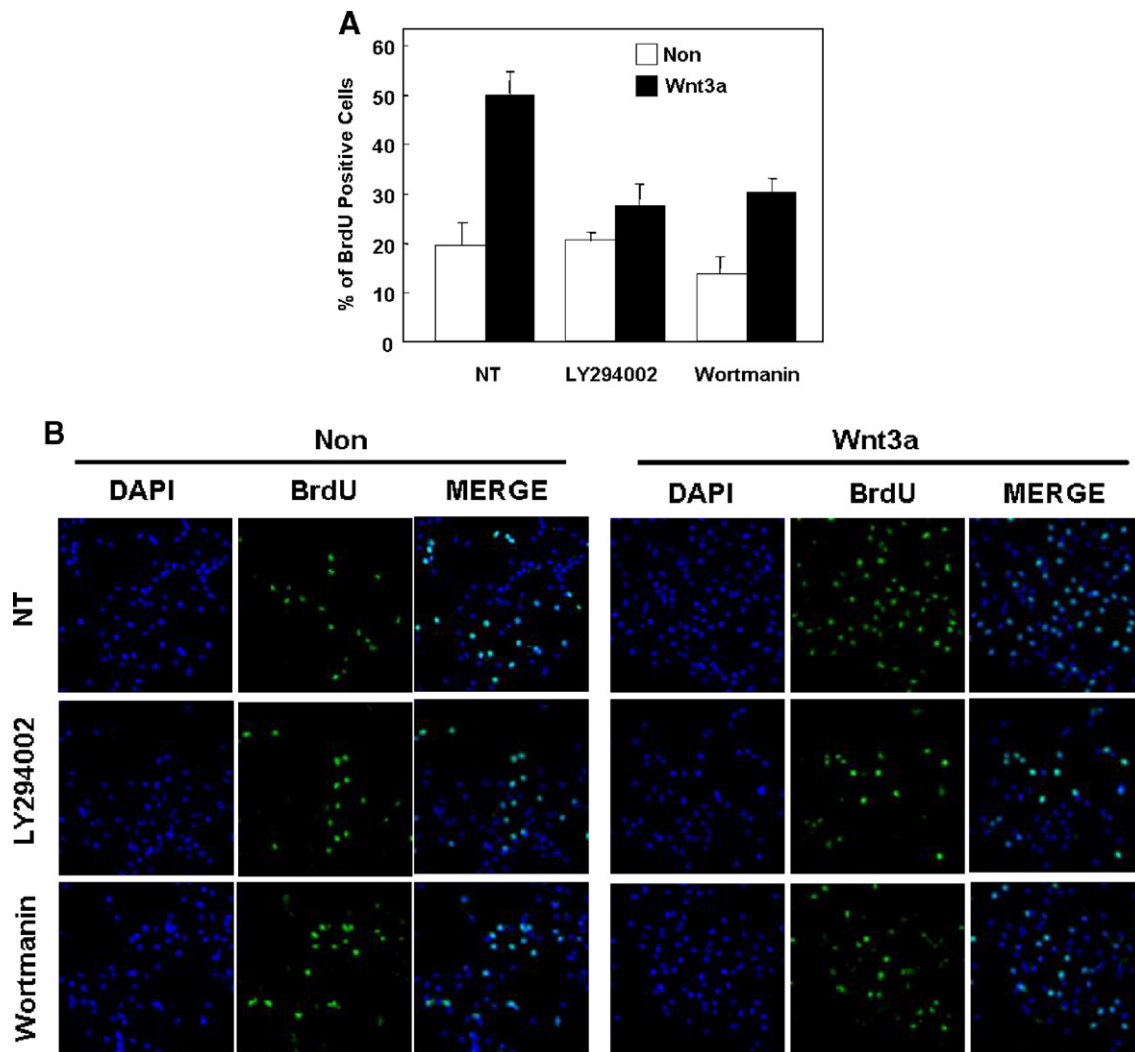 A
60
50
40
30
20
10
0
% of BrdU Positive Cells
Non
Wnt3a
NT LY294002 Wortmanin
B
Non Wnt3a
DAPI BrdU MERGE DAPI BrdU MERGE
NT
LY294002
Wortmanin